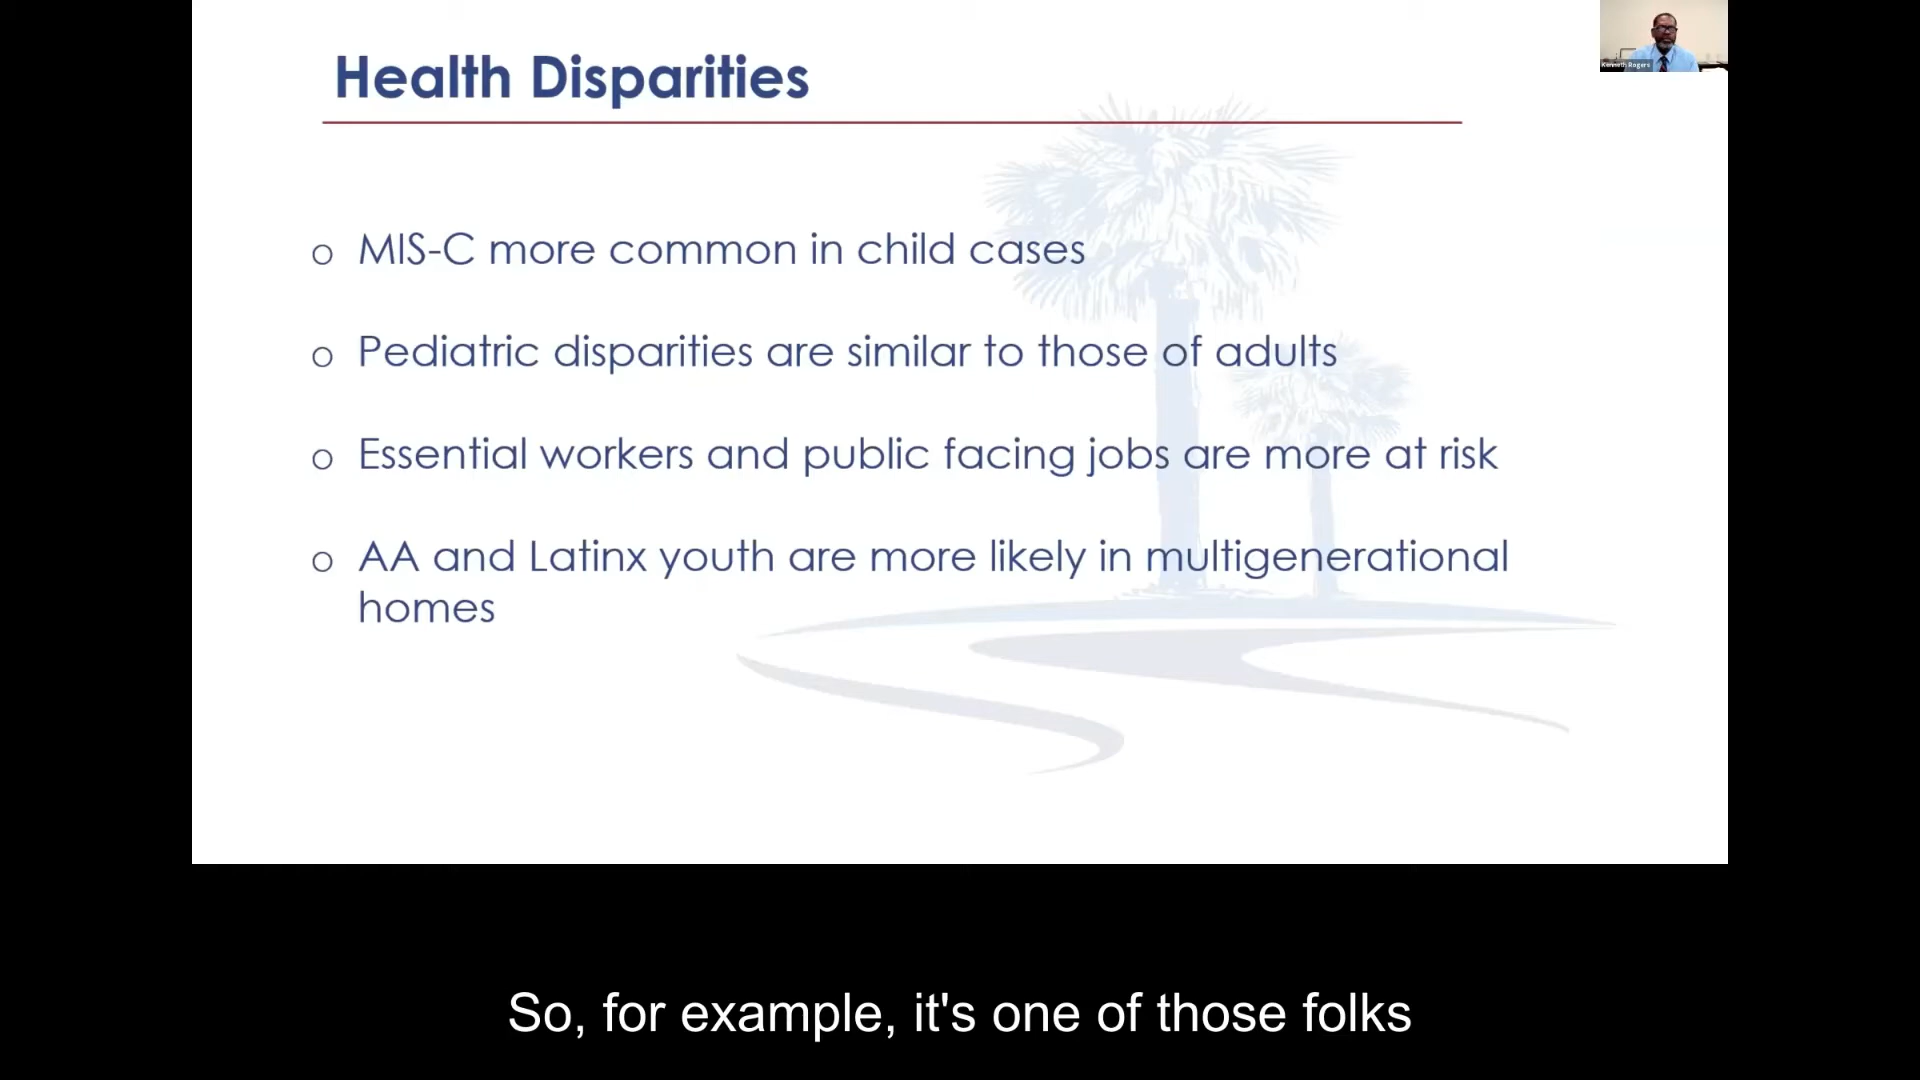 Health Disparities
Kenneth Rogers
o MIS-C more common in child cases
o Pediatric disparities are similar to those of adults
o Essential workers and public facing jobs are more at risk
o AA and Latinx youth are more likely in multigenerational
homes
So, for example, it's one of those folks